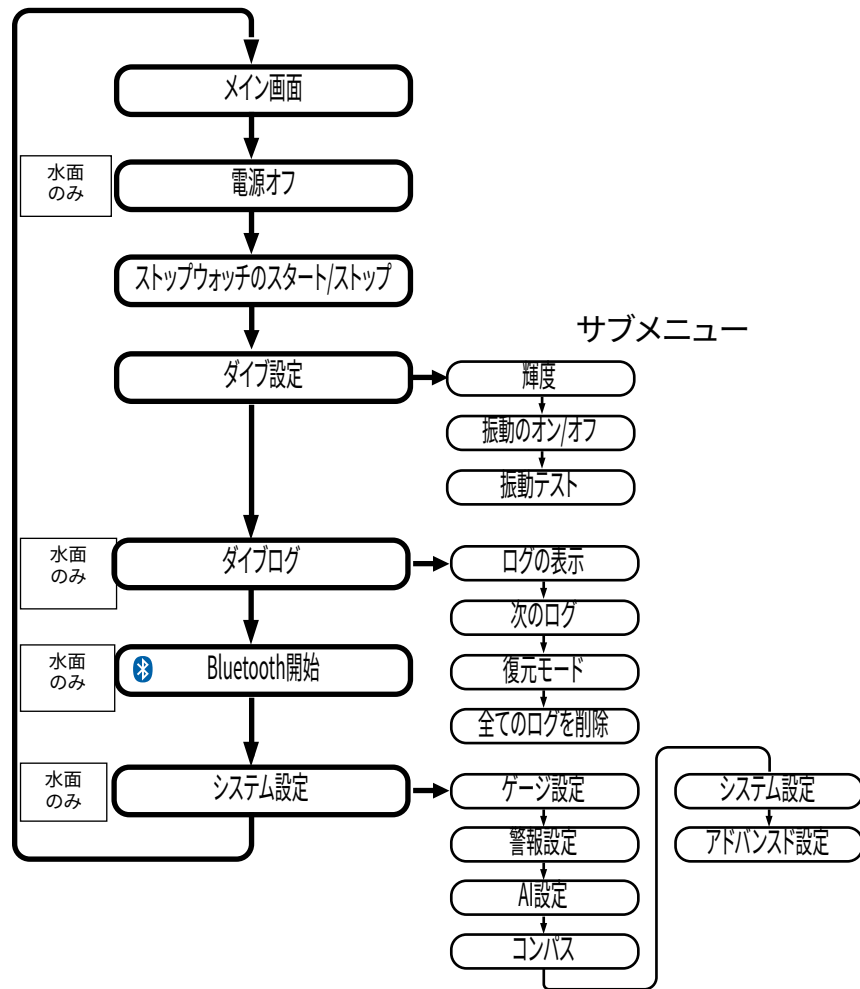 メイン画面
水面
のみ
電源オフ
ストップウォッチのスタート/ストップ
サブメニュー
ダイブ設定
輝度
振動のオン/オフ
振動テスト
水面
のみ
ダイブログ
ログの表示
次のログ
水面
のみ
Bluetooth開始
復元モード
全てのログを削除
水面
のみ
システム設定
ゲージ設定
システム設定
警報設定
アドバンスド設定
AI設定
コンパス